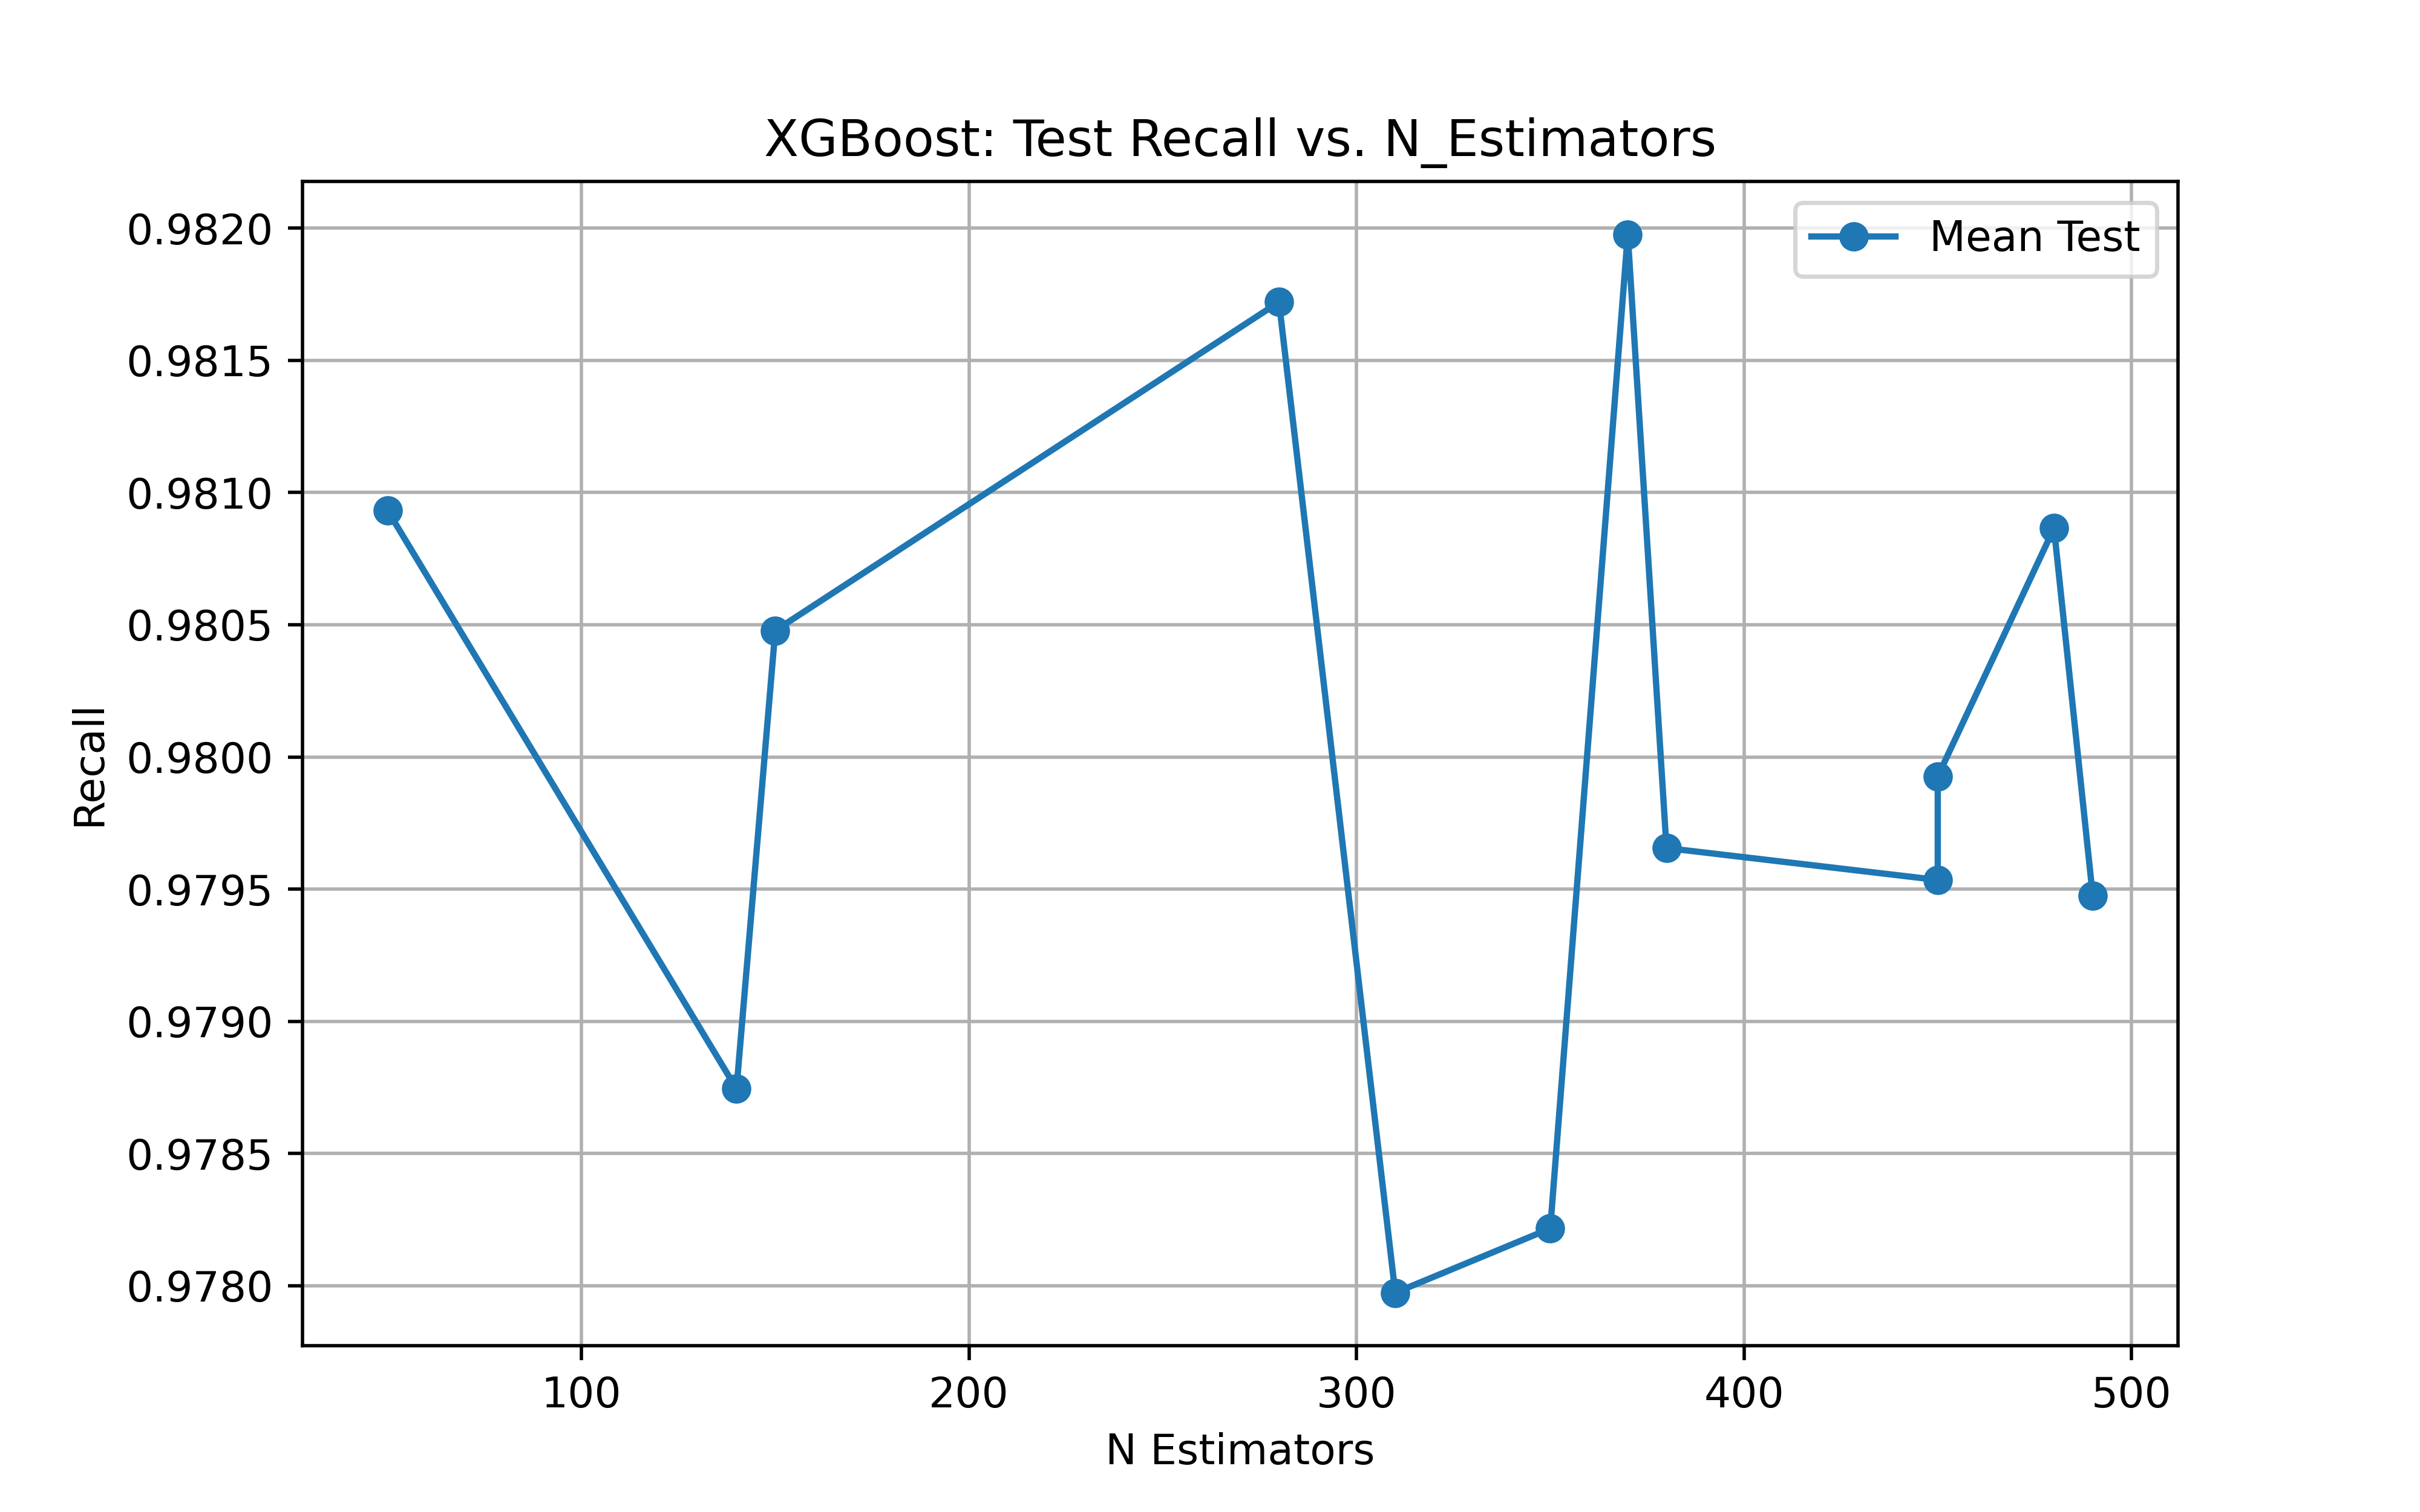 XGBoost: Test Recall vs. N_Estimators
Mean Test
0.9820
0.9815
0.9810
0.9805
0.9800
0.9795
0.9790
0.9785
0.9780
Recall
100 200 300 400 500
N Estimators